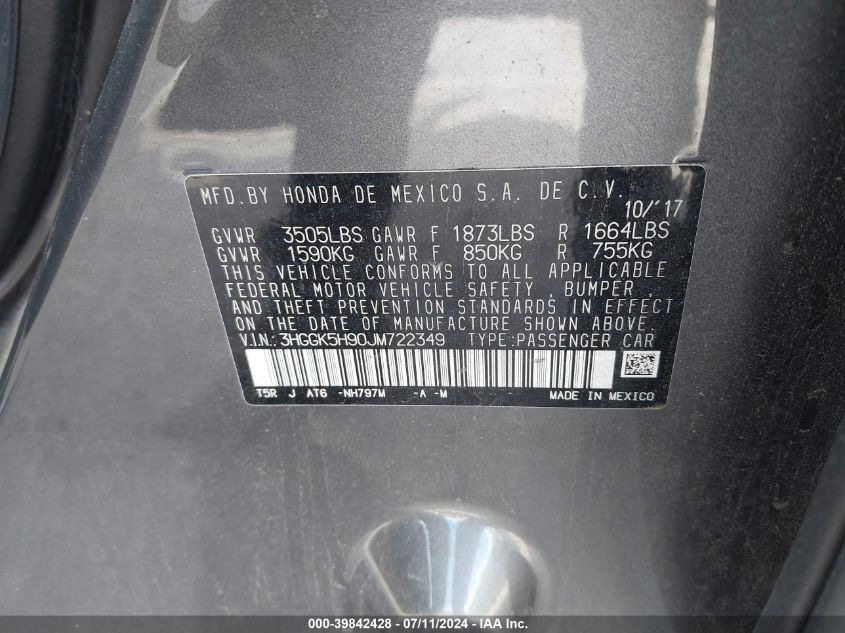 MFD.BY HONDA DE MEXICO S.A. DE C.V.
10/'17
GVWR 3505LBS GAWR F 1873LBS R 1664LBS
GVWR 1590KG GAWR F 850KG R 755KG
THIS VEHICLE CONFORMS TO ALL APPLICABLE
FEDERAL MOTOR VEHICLE SAFETY, BUMPER,
AND THEFT PREVENTION STANDARDS IN EFFECT
ON THE DATE OF MANUFACTURE SHOWN ABOVE.
V.I.N.: 3HGGK5H90JM722349 TYPE:PASSENGER CAR
T5R J AT6 -NH797M -A -M - MADE IN MEXICO
000-39842428 - 07/11/2024 - IAA Inc.